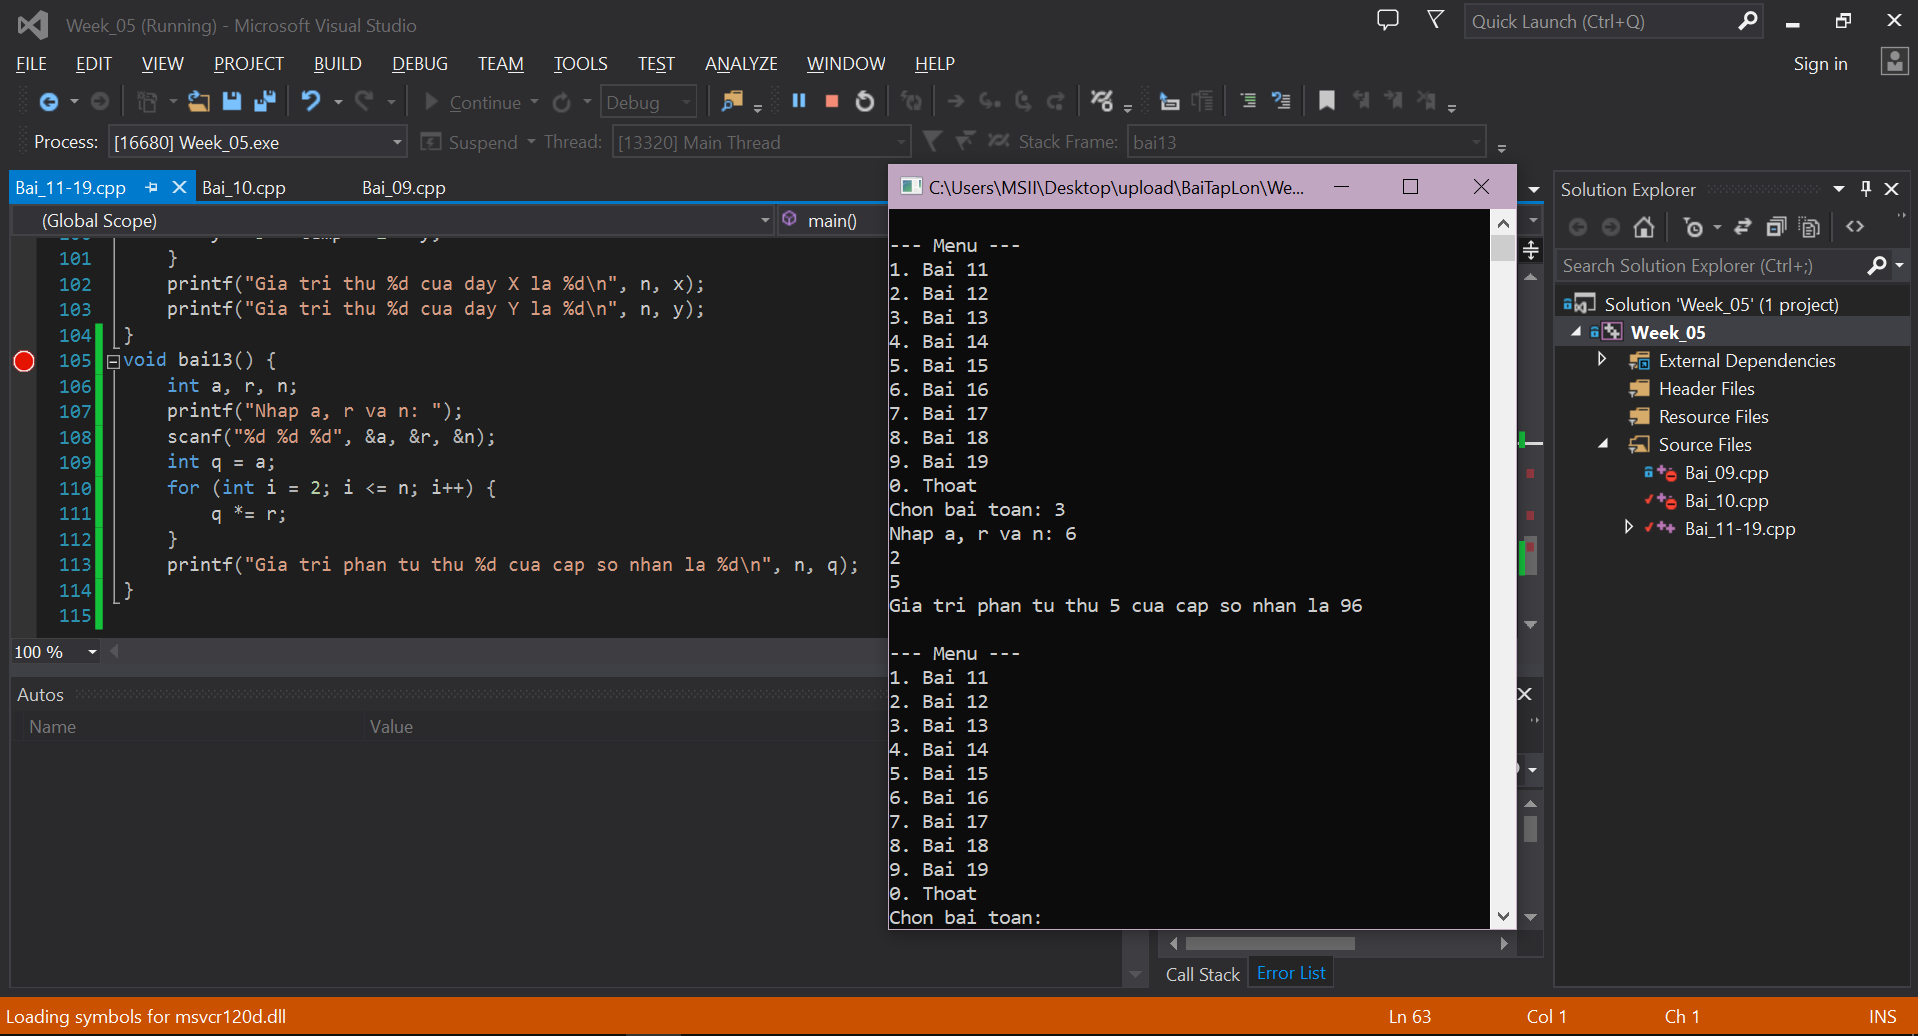 Week_05 (Running) - Microsoft Visual Studio
Quick Launch (Ctrl+Q)
FILE EDIT VIEW PROJECT BUILD DEBUG TEAM TOOLS TEST ANALYZE WINDOW HELP
Sign in
Continue
Debug
Process: [16680] Week_05.exe
Suspend
Thread: [13320] Main Thread
Stack Frame: bai13
Bai_11-19.cpp
Bai_10.cpp
Bai_09.cpp
(Global Scope)
main()
101 }
102 printf("Gia tri thu %d cua day X la %d\n", n, x);
103 printf("Gia tri thu %d cua day Y la %d\n", n, y);
104 }
105 void bai13() {
106 int a, r, n;
107 printf("Nhap a, r va n: ");
108 scanf("%d %d %d", &a, &r, &n);
109 int q = a;
110 for (int i = 2; i <= n; i++) {
111 q *= r;
112 }
113 printf("Gia tri phan tu thu %d cua cap so nhan la %d\n", n, q);
114 }
115
100 %
Autos
Name Value
C:\Users\MSII\Desktop\upload\BaiTapLon\We...
--- Menu ---
1. Bai 11
2. Bai 12
3. Bai 13
4. Bai 14
5. Bai 15
6. Bai 16
7. Bai 17
8. Bai 18
9. Bai 19
0. Thoat
Chon bai toan: 3
Nhap a, r va n: 6
2
5
Gia tri phan tu thu 5 cua cap so nhan la 96
--- Menu ---
1. Bai 11
2. Bai 12
3. Bai 13
4. Bai 14
5. Bai 15
6. Bai 16
7. Bai 17
8. Bai 18
9. Bai 19
0. Thoat
Chon bai toan:
Call Stack
Error List
Solution Explorer
Search Solution Explorer (Ctrl+;)
Solution 'Week_05' (1 project)
Week_05
External Dependencies
Header Files
Resource Files
Source Files
Bai_09.cpp
Bai_10.cpp
Bai_11-19.cpp
Loading symbols for msvcr120d.dll
Ln 63 Col 1 Ch 1 INS